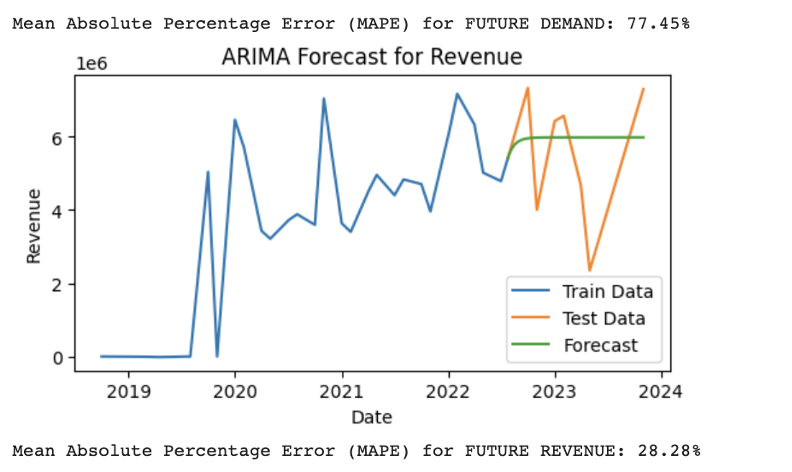 Mean Absolute Percentage Error (MAPE) for FUTURE DEMAND: 77.45%
ARIMA Forecast for Revenue
1e6
6
4
2
0
Revenue
Train Data
Test Data
Forecast
2019 2020 2021 2022 2023 2024
Date
Mean Absolute Percentage Error (MAPE) for FUTURE REVENUE: 28.28%